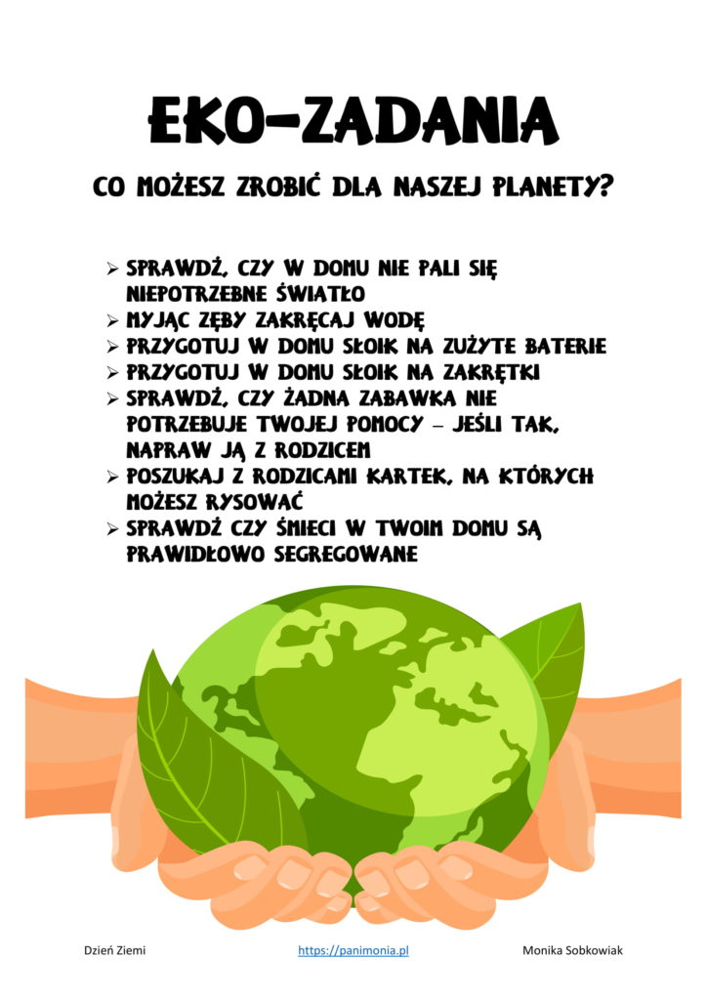 EKO-ZADANIA
CO MOŻESZ ZROBIĆ DLA NASZEJ PLANETY?
➢ SPRAWDŹ, CZY W DOMU NIE PALI SIĘ
NIEPOTRZEBNE ŚWIATŁO
➢ MYJĄC ZĘBY ZAKRĘCAJ WODĘ
➢ PRZYGOTUJ W DOMU SŁOIK NA ZUŻYTE BATERIE
➢ PRZYGOTUJ W DOMU SŁOIK NA ZAKRĘTKI
➢ SPRAWDŹ, CZY ŻADNA ZABAWKA NIE
POTRZEBUJE TWOJEJ POMOCY – JEŚLI TAK,
NAPRAW JĄ Z RODZICEM
➢ POSZUKAJ Z RODZICAMI KARTEK, NA KTÓRYCH
MOŻESZ RYSOWAĆ
➢ SPRAWDŹ CZY ŚMIECI W TWOIM DOMU SĄ
PRAWIDŁOWO SEGREGOWANE
Dzień Ziemi https://panimonia.pl Monika Sobkowiak